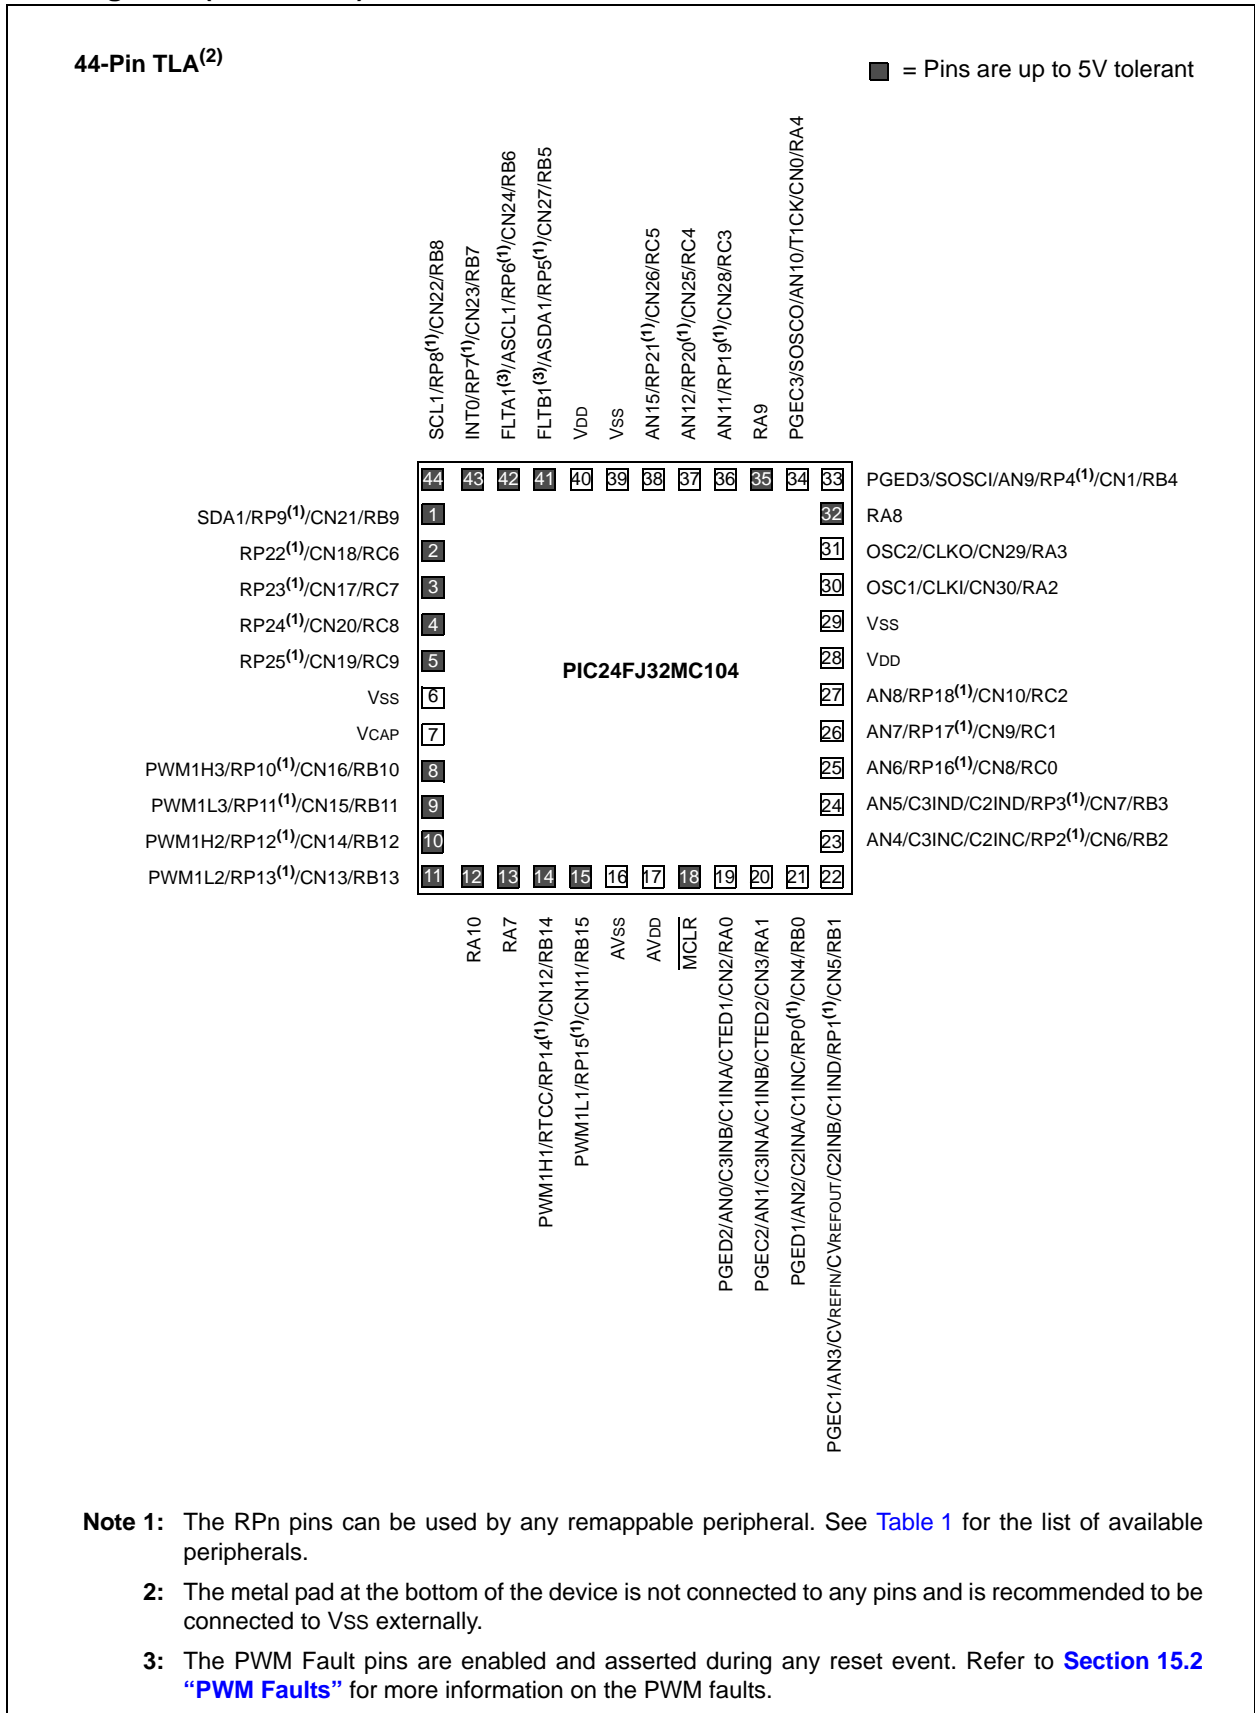 44-Pin TLA(2)
= Pins are up to 5V tolerant
SCL1/RP8(1)/CN22/RB8
INT0/RP7(1)/CN23/RB7
FLTA1(3)/ASCL1/RP6(1)/CN24/RB6
FLTB1(3)/ASDA1/RP5(1)/CN27/RB5
VDD
VSS
AN15/RP21(1)/CN26/RC5
AN12/RP20(1)/CN25/RC4
AN11/RP19(1)/CN28/RC3
RA9
PGEC3/SOSCO/AN10/T1CK/CN0/RA4
44 43 42 41 40 39 38 37 36 35 34 33
PGED3/SOSCI/AN9/RP4(1)/CN1/RB4
SDA1/RP9(1)/CN21/RB9 1
32 RA8
RP22(1)/CN18/RC6 2
31 OSC2/CLKO/CN29/RA3
RP23(1)/CN17/RC7 3
30 OSC1/CLKI/CN30/RA2
RP24(1)/CN20/RC8 4
29 VSS
RP25(1)/CN19/RC9 5
PIC24FJ32MC104
28 VDD
VSS 6
27 AN8/RP18(1)/CN10/RC2
VCAP 7
26 AN7/RP17(1)/CN9/RC1
PWM1H3/RP10(1)/CN16/RB10 8
25 AN6/RP16(1)/CN8/RC0
PWM1L3/RP11(1)/CN15/RB11 9
24 AN5/C3IND/C2IND/RP3(1)/CN7/RB3
PWM1H2/RP12(1)/CN14/RB12 10
23 AN4/C3INC/C2INC/RP2(1)/CN6/RB2
PWM1L2/RP13(1)/CN13/RB13
11 12 13 14 15 16 17 18 19 20 21 22
RA10
RA7
PWM1H1/RTCC/RP14(1)/CN12/RB14
PWM1L1/RP15(1)/CN11/RB15
AVSS
AVDD
MCLR
PGED2/AN0/C3INB/C1INA/CTED1/CN2/RA0
PGEC2/AN1/C3INA/C1INB/CTED2/CN3/RA1
PGED1/AN2/C2INA/C1INC/RP0(1)/CN4/RB0
PGEC1/AN3/CVREFIN/CVREFOUT/C2INB/C1IND/RP1(1)/CN5/RB1
Note 1: The RPn pins can be used by any remappable peripheral. See Table 1 for the list of available
peripherals.
2: The metal pad at the bottom of the device is not connected to any pins and is recommended to be
connected to VSS externally.
3: The PWM Fault pins are enabled and asserted during any reset event. Refer to Section 15.2
“PWM Faults” for more information on the PWM faults.